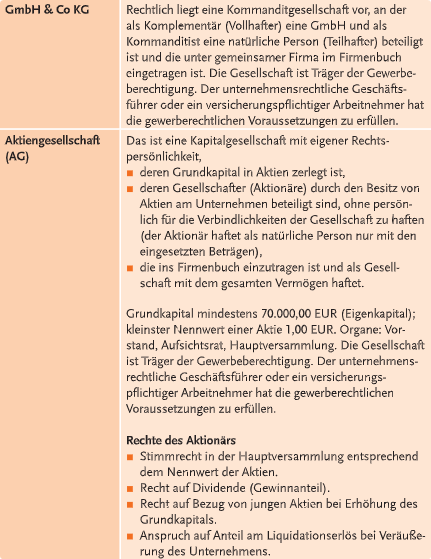 GmbH & Co KG
Rechtlich liegt eine Kommanditgesellschaft vor, an der
als Komplementär (Vollhafter) eine GmbH und als
Kommanditist eine natürliche Person (Teilhafter) beteiligt
ist und die unter gemeinsamer Firma im Firmenbuch
eingetragen ist. Die Gesellschaft ist Träger der Gewerbe-
berechtigung. Der unternehmensrechtliche Geschäfts-
führer oder ein versicherungspflichtiger Arbeitnehmer hat
die gewerberechtlichen Voraussetzungen zu erfüllen.
Aktiengesellschaft
(AG)
Das ist eine Kapitalgesellschaft mit eigener Rechts-
persönlichkeit,
■ deren Grundkapital in Aktien zerlegt ist,
■ deren Gesellschafter (Aktionäre) durch den Besitz von
Aktien am Unternehmen beteiligt sind, ohne persön-
lich für die Verbindlichkeiten der Gesellschaft zu haften
(der Aktionär haftet als natürliche Person nur mit den
eingesetzten Beträgen),
■ die ins Firmenbuch einzutragen ist und als Gesell-
schaft mit dem gesamten Vermögen haftet.
Grundkapital mindestens 70.000,00 EUR (Eigenkapital);
kleinster Nennwert einer Aktie 1,00 EUR. Organe: Vor-
stand, Aufsichtsrat, Hauptversammlung. Die Gesellschaft
ist Träger der Gewerbeberechtigung. Der unternehmens-
rechtliche Geschäftsführer oder ein versicherungs-
pflichtiger Arbeitnehmer hat die gewerberechtlichen
Voraussetzungen zu erfüllen.
Rechte des Aktionärs
■ Stimmrecht in der Hauptversammlung entsprechend
dem Nennwert der Aktien.
■ Recht auf Dividende (Gewinnanteil).
■ Recht auf Bezug von jungen Aktien bei Erhöhung des
Grundkapitals.
■ Anspruch auf Anteil am Liquidationserlös bei Veräuße-
rung des Unternehmens.